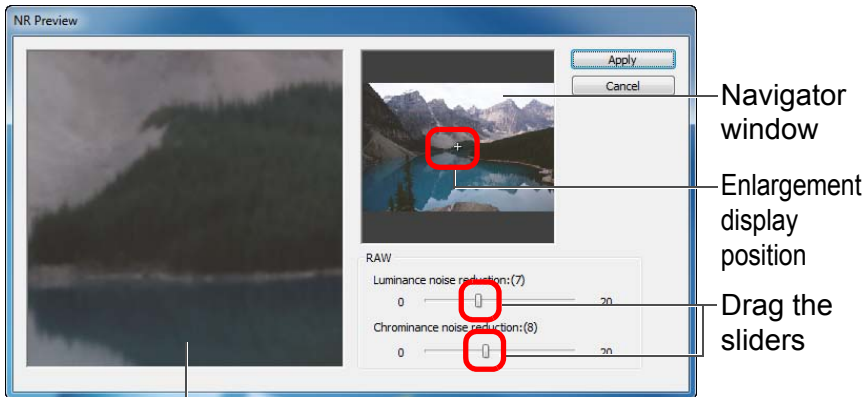 NR Preview
Apply
Cancel
Navigator
window
Enlargement
display
position
RAW
Luminance noise reduction:(7)
0 20
Chrominance noise reduction:(8)
0 20
Drag the
sliders